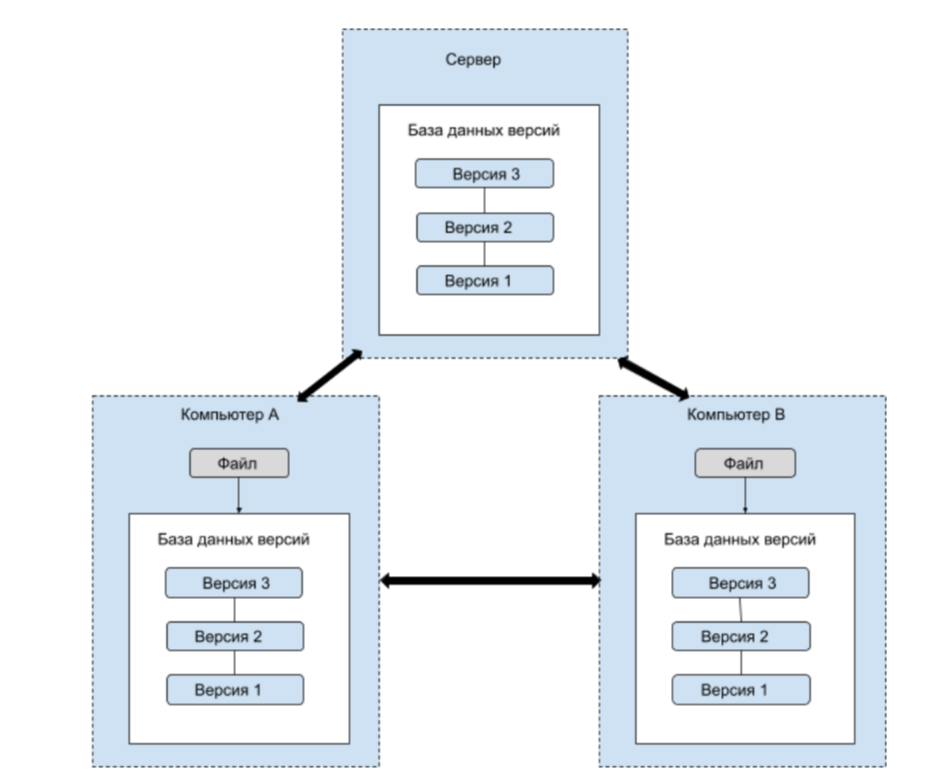 Сервер
База данных версий
Версия 3
Версия 2
Версия 1
Компьютер А
Файл
База данных версий
Версия 3
Версия 2
Версия 1
Компьютер В
Файл
База данных версий
Версия 3
Версия 2
Версия 1